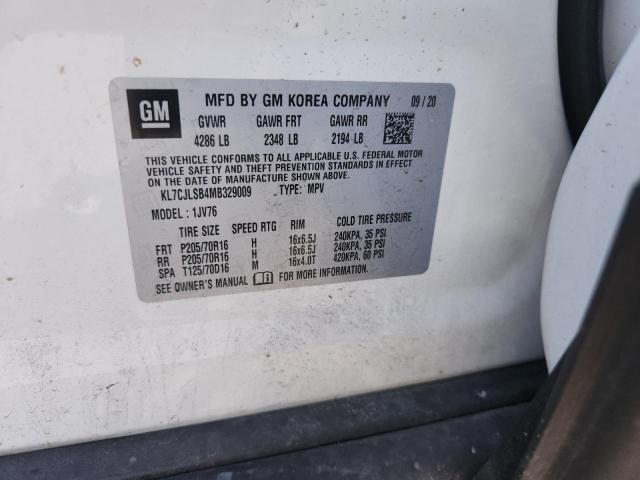 GM MFD BY GM KOREA COMPANY 09/20
GVWR GAWR FRT GAWR RR
4286 LB 2348 LB 2194 LB
THIS VEHICLE CONFORMS TO ALL APPLICABLE U.S. FEDERAL MOTOR
VEHICLE SAFETY AND THEFT PREVENTION STANDARDS IN EFFECT
ON THE DATE OF MANUFACTURE SHOWN ABOVE.
KL7CJLSB4MB329009 TYPE: MPV
MODEL : 1JV76
TIRE SIZE SPEED RTG RIM COLD TIRE PRESSURE
FRT P205/70R16 H 16x6.5J 240KPA, 35 PSI
RR P205/70R16 H 16x6.5J 240KPA, 35 PSI
SPA T125/70D16 M 16x4.0T 420KPA, 60 PSI
SEE OWNER'S MANUAL FOR MORE INFORMATION.